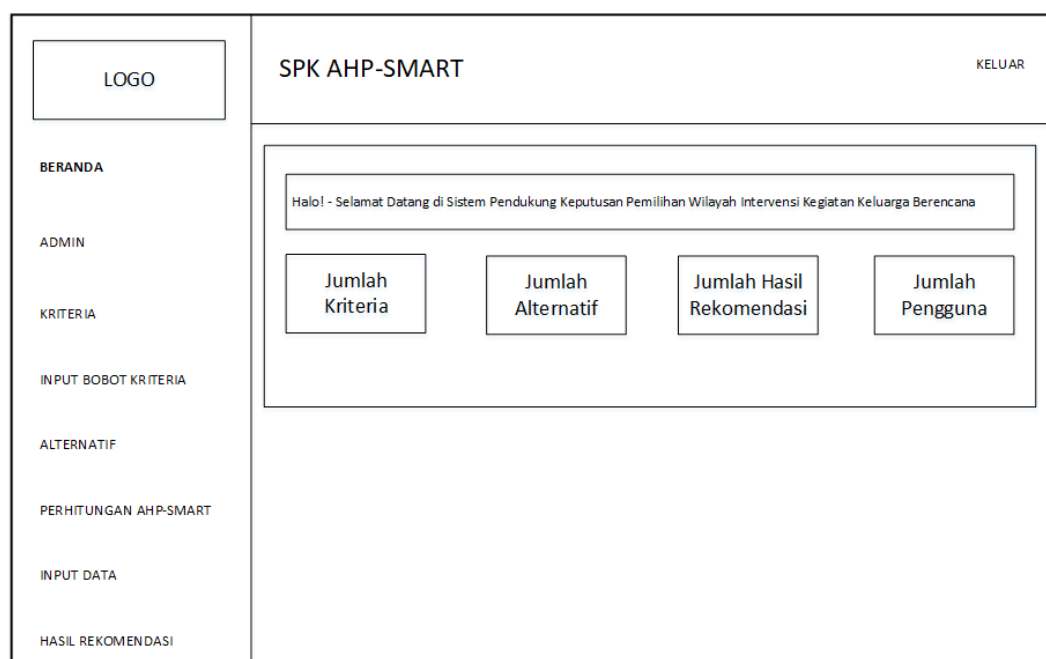 LOGO
SPK AHP-SMART
KELUAR
BERANDA
ADMIN
KRITERIA
INPUT BOBOT KRITERIA
ALTERNATIF
PERHITUNGAN AHP-SMART
INPUT DATA
HASIL REKOMENDASI
Halo! - Selamat Datang di Sistem Pendukung Keputusan Pemilihan Wilayah Intervensi Kegiatan Keluarga Berencana
Jumlah
Kriteria
Jumlah
Alternatif
Jumlah Hasil
Rekomendasi
Jumlah
Pengguna